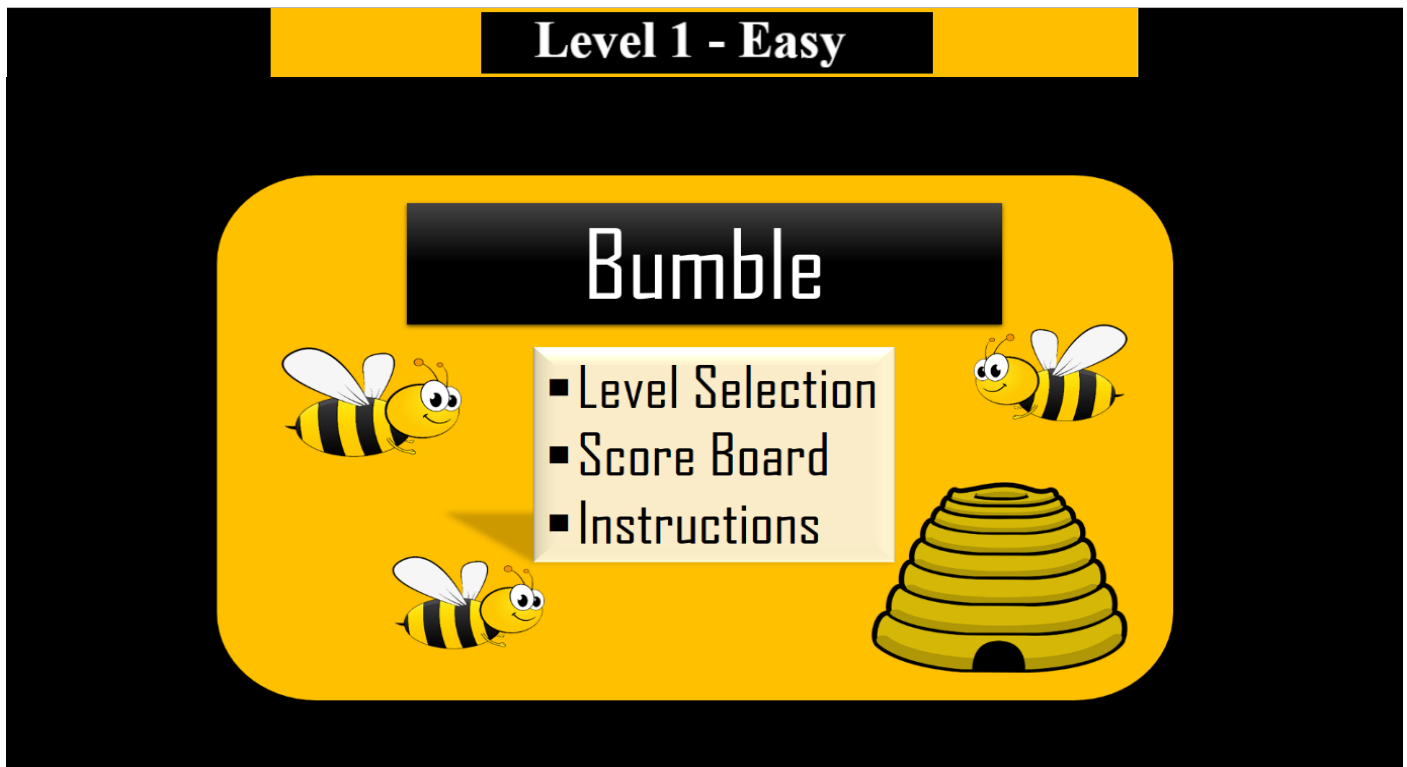 Level 1 - Easy
Bumble
▪ Level Selection
▪ Score Board
▪ Instructions